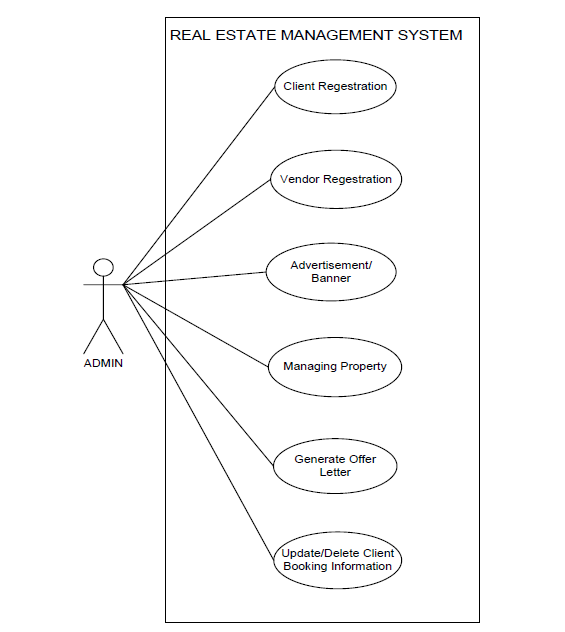 REAL ESTATE MANAGEMENT SYSTEM
Client Regestration
Vendor Regestration
Advertisement/
Banner
Managing Property
ADMIN
Generate Offer
Letter
Update/Delete Client
Booking Information